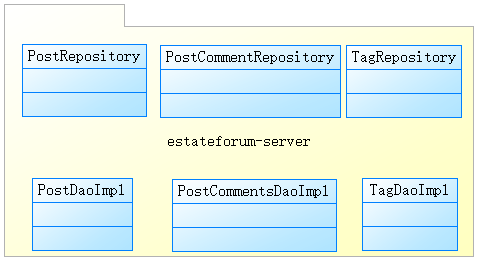 PostRepository
PostCommentRepository
TagRepository
estateforum-server
PostDaoImpl
PostCommentsDaoImpl
TagDaoImpl